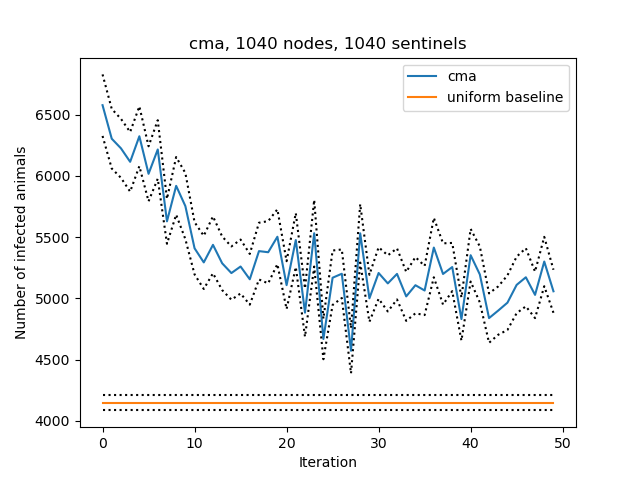 cma, 1040 nodes, 1040 sentinels
cma
uniform baseline
Number of infected animals
6500
6000
5500
5000
4500
4000
0 10 20 30 40 50
Iteration